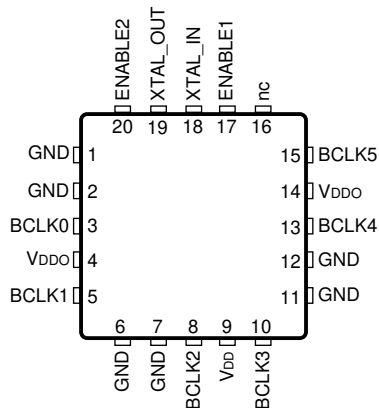 ENABLE2
XTAL_OUT
XTAL_IN
ENABLE1
nc
20
19
18
17
16
GND 1
GND 2
BCLK0 3
VDDO 4
BCLK1 5
15 BCLK5
14 VDDO
13 BCLK4
12 GND
11 GND
6
7
8
9
10
GND
GND
BCLK2
VDD
BCLK3